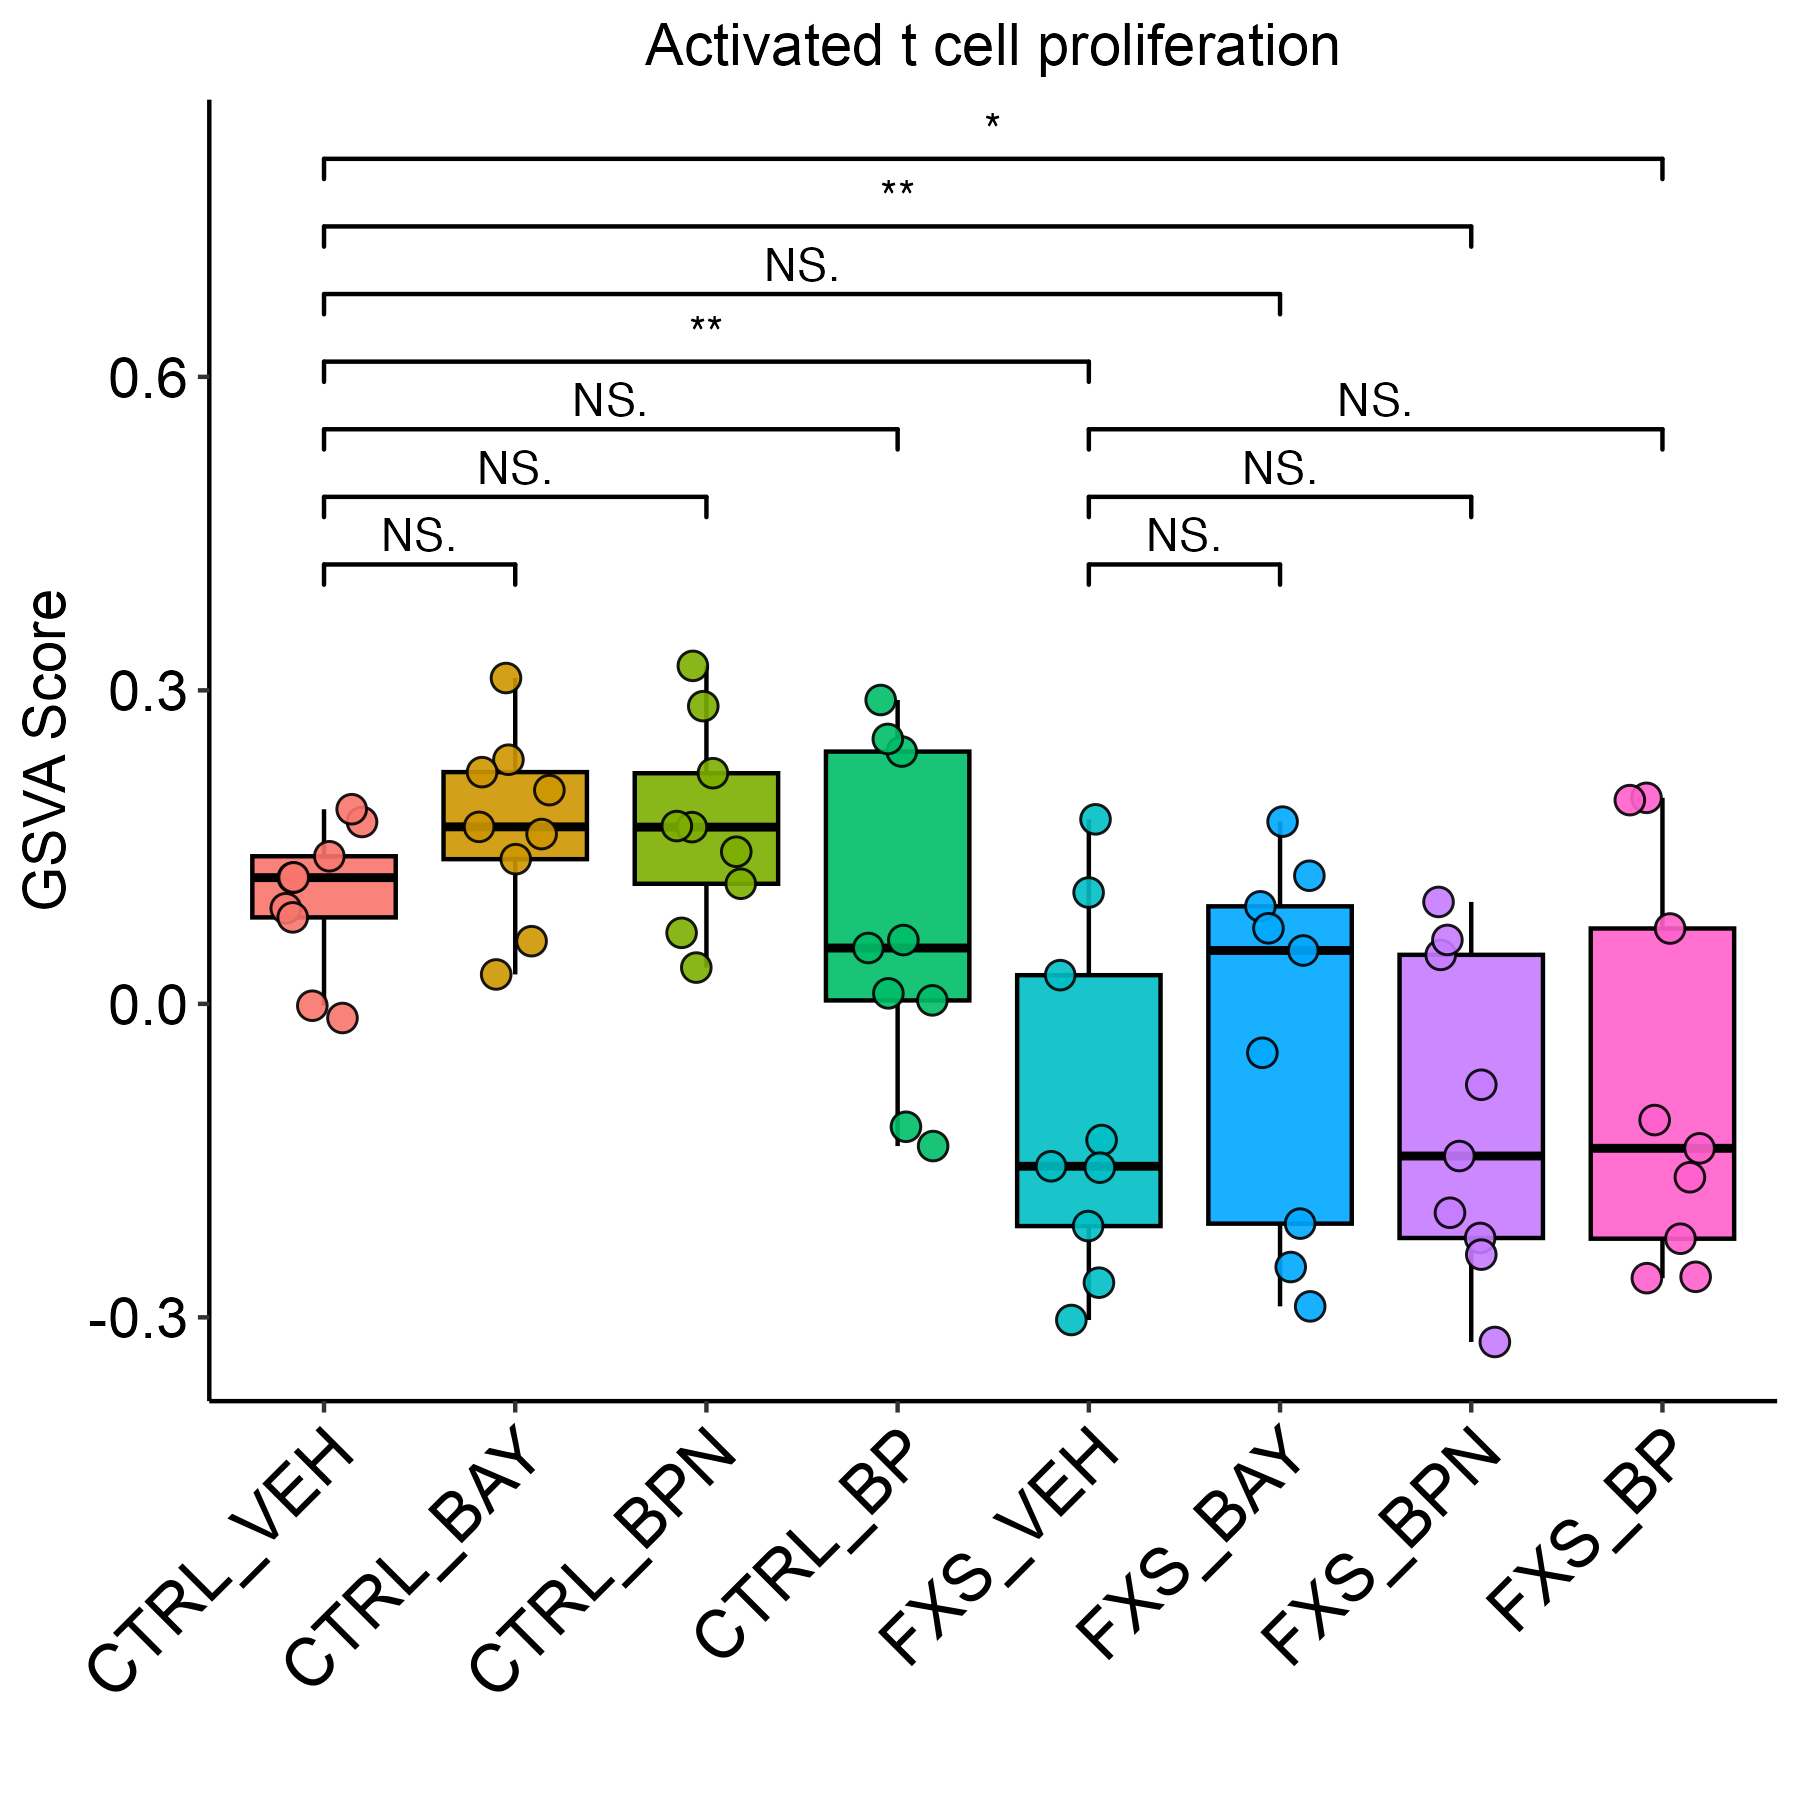 Activated t cell proliferation
*
**
NS.
**
NS.
NS.
NS.
NS.
NS.
NS.
GSVA Score
0.6
0.3
0.0
-0.3
CTRL_VEH
CTRL_BAY
CTRL_BPN
CTRL_BP
FXS_VEH
FXS_BAY
FXS_BPN
FXS_BP